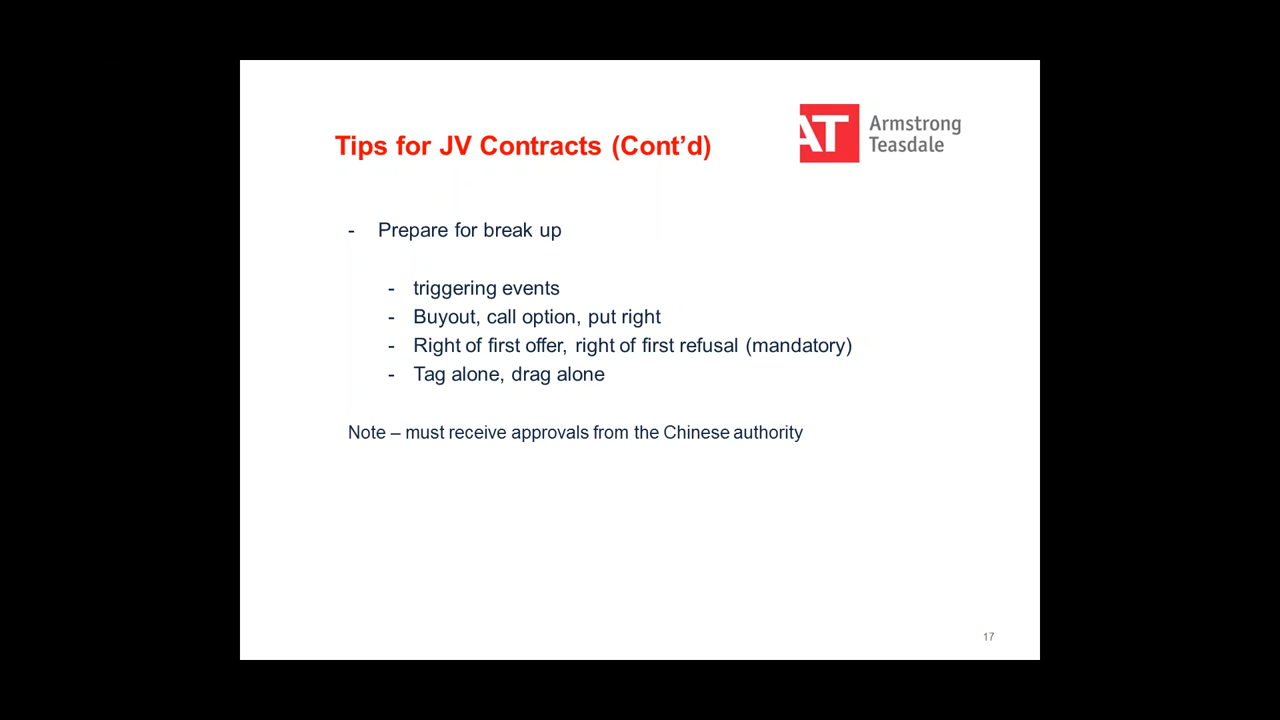 Tips for JV Contracts (Cont’d)
AT
Armstrong
Teasdale
- Prepare for break up
- triggering events
- Buyout, call option, put right
- Right of first offer, right of first refusal (mandatory)
- Tag alone, drag alone
Note – must receive approvals from the Chinese authority
17